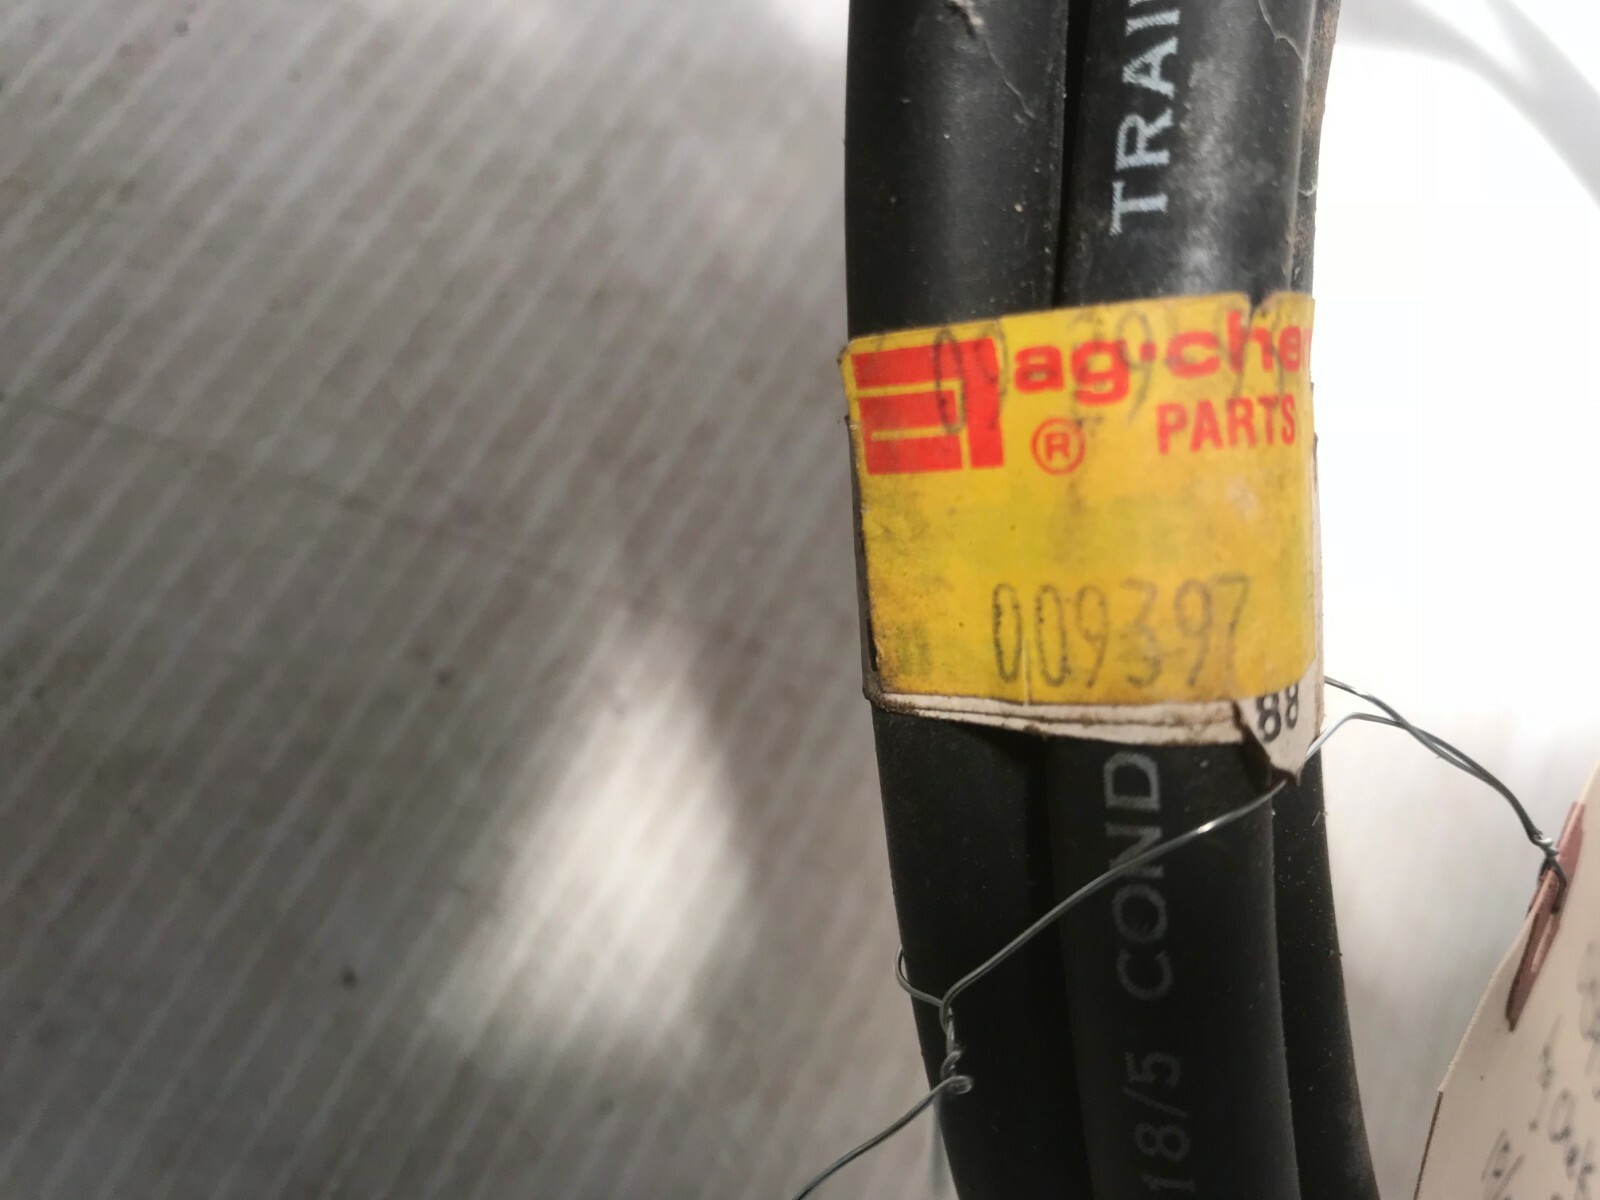 TRAI
ag·che
® PARTS
009397
88
18/5 COND